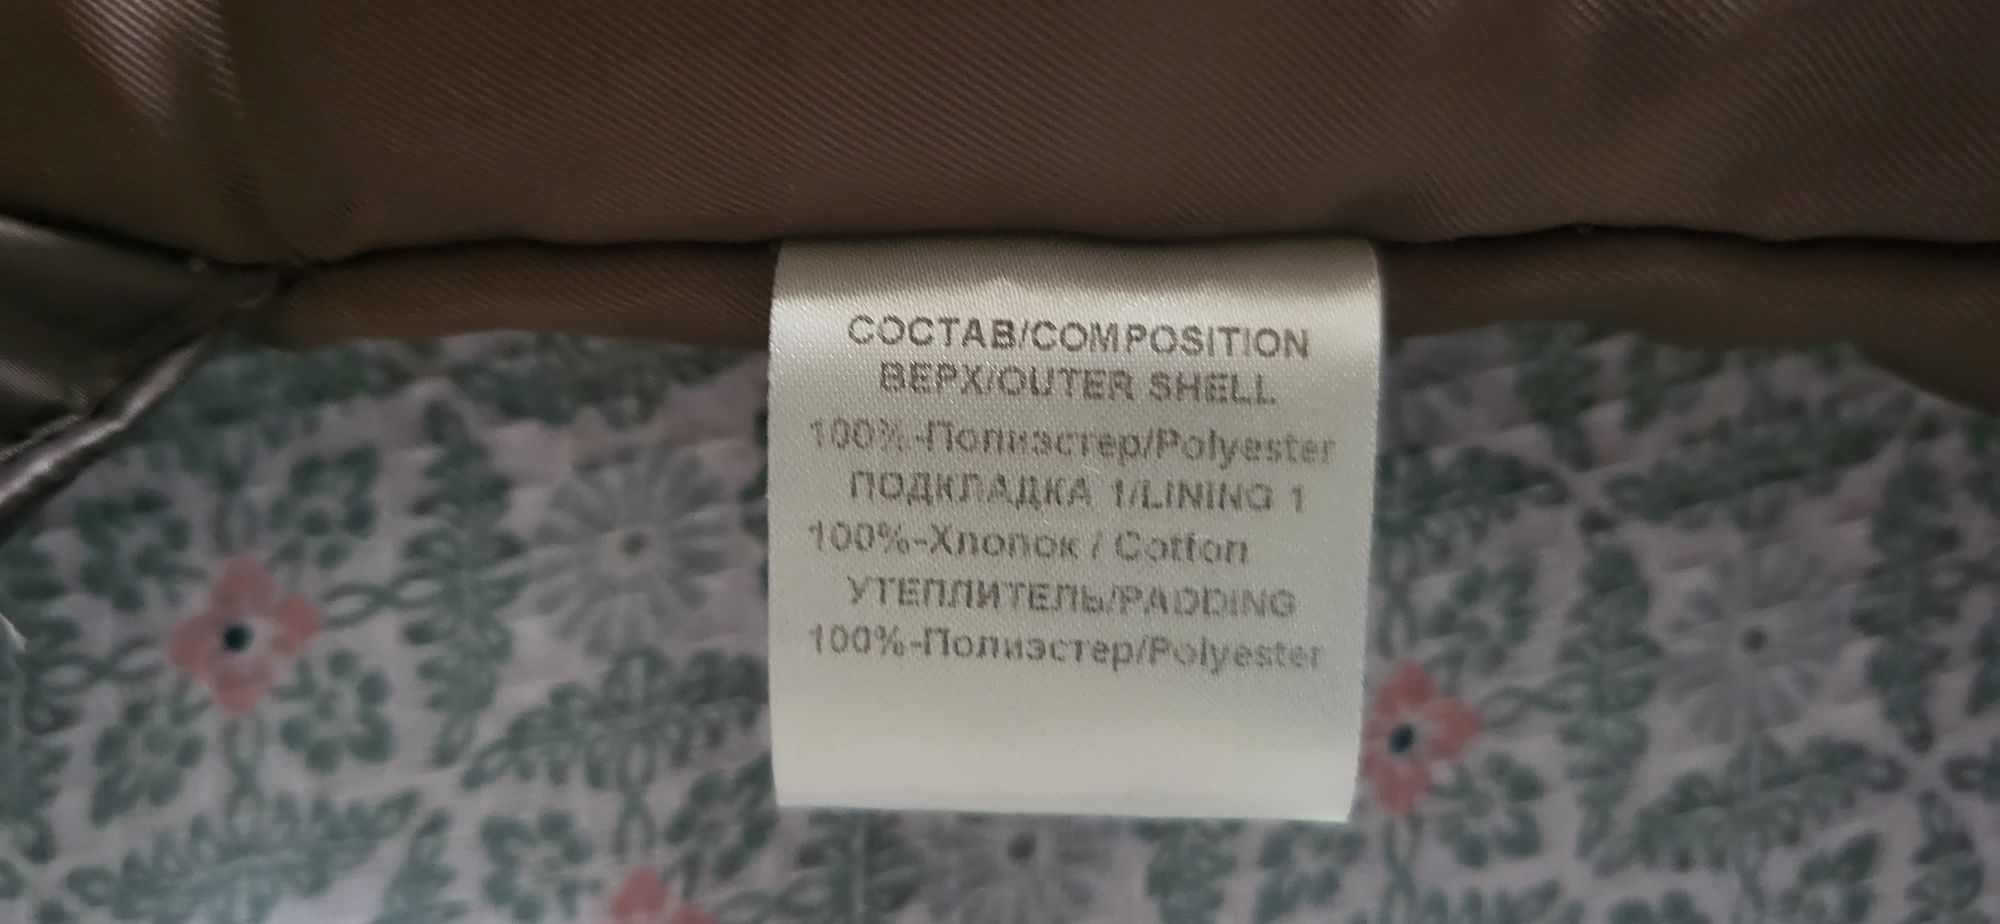 СОСТАВ/COMPOSITION
ВЕРХ/OUTER SHELL
100%-Полиэстер/Polyester
ПОДКЛАДКА 1/LINING 1
100%-Хлопок / Cotton
УТЕПЛИТЕЛЬ/PADDING
100%-Полиэстер/Polyester